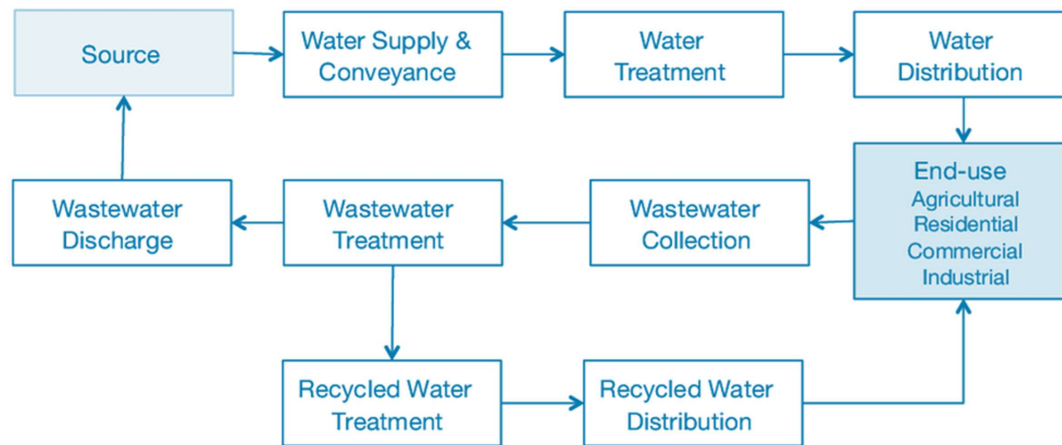 Source
Water Supply &
Conveyance
Water
Treatment
Water
Distribution
End-use
Agricultural
Residential
Commercial
Industrial
Wastewater
Collection
Wastewater
Treatment
Wastewater
Discharge
Recycled Water
Treatment
Recycled Water
Distribution